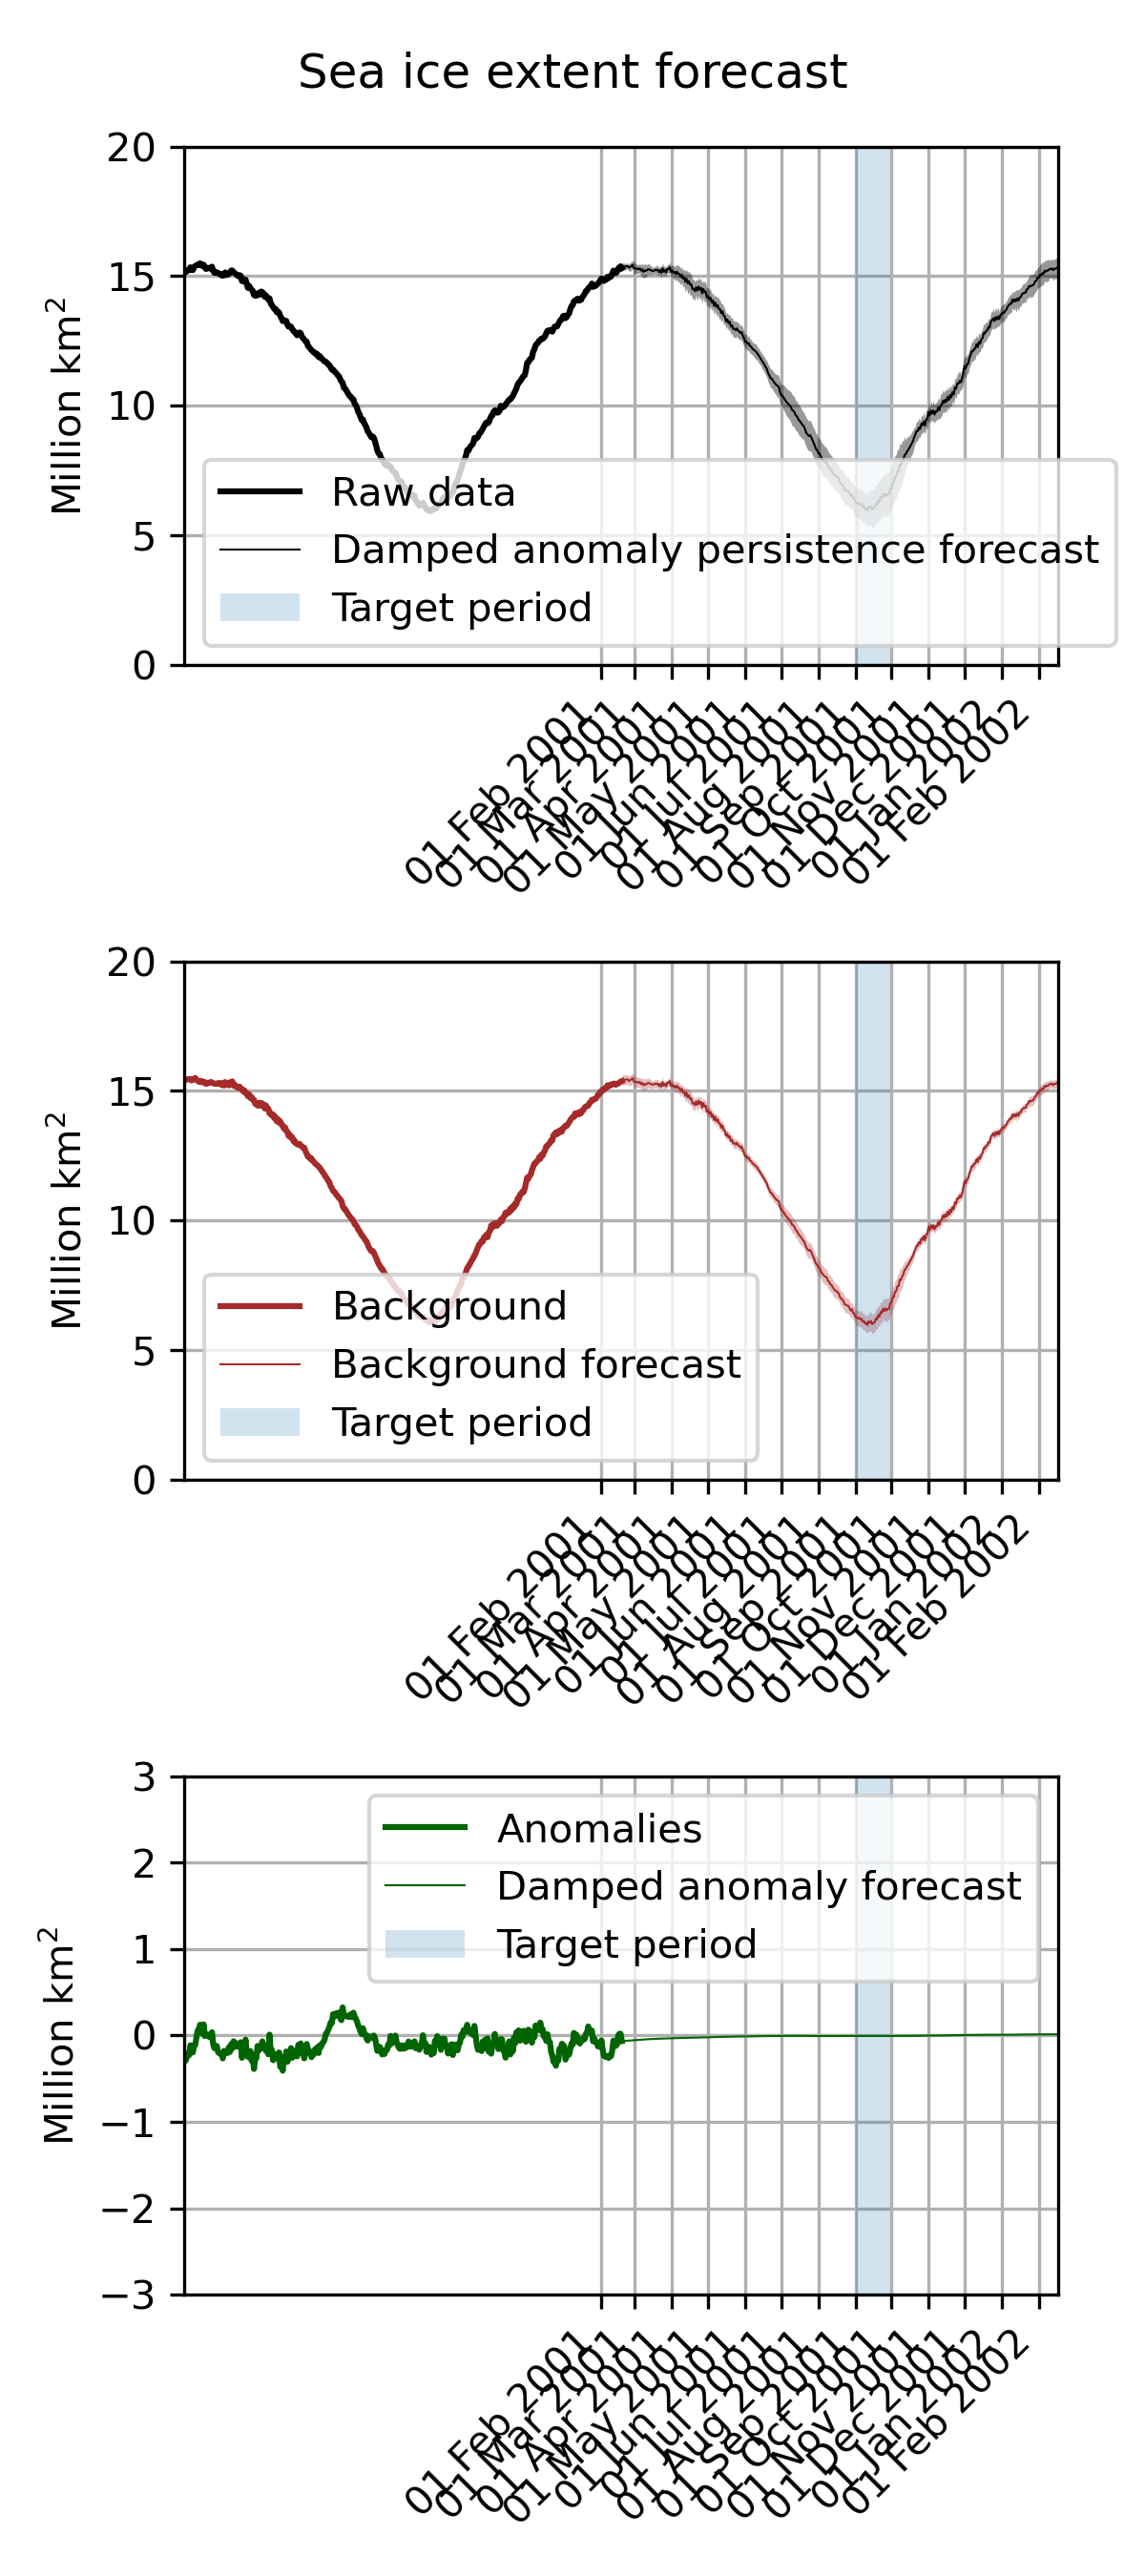 Sea ice extent forecast
20
15
10
5
0
Million km²
Raw data
Damped anomaly persistence forecast
Target period
01 Feb 2001
01 Mar 2001
01 Apr 2001
01 May 2001
01 Jun 2001
01 Jul 2001
01 Aug 2001
01 Sep 2001
01 Oct 2001
01 Nov 2001
01 Dec 2001
01 Jan 2002
01 Feb 2002
20
15
10
5
0
Million km²
Background
Background forecast
Target period
01 Feb 2001
01 Mar 2001
01 Apr 2001
01 May 2001
01 Jun 2001
01 Jul 2001
01 Aug 2001
01 Sep 2001
01 Oct 2001
01 Nov 2001
01 Dec 2001
01 Jan 2002
01 Feb 2002
3
2
1
0
−1
−2
−3
Million km²
Anomalies
Damped anomaly forecast
Target period
01 Feb 2001
01 Mar 2001
01 Apr 2001
01 May 2001
01 Jun 2001
01 Jul 2001
01 Aug 2001
01 Sep 2001
01 Oct 2001
01 Nov 2001
01 Dec 2001
01 Jan 2002
01 Feb 2002